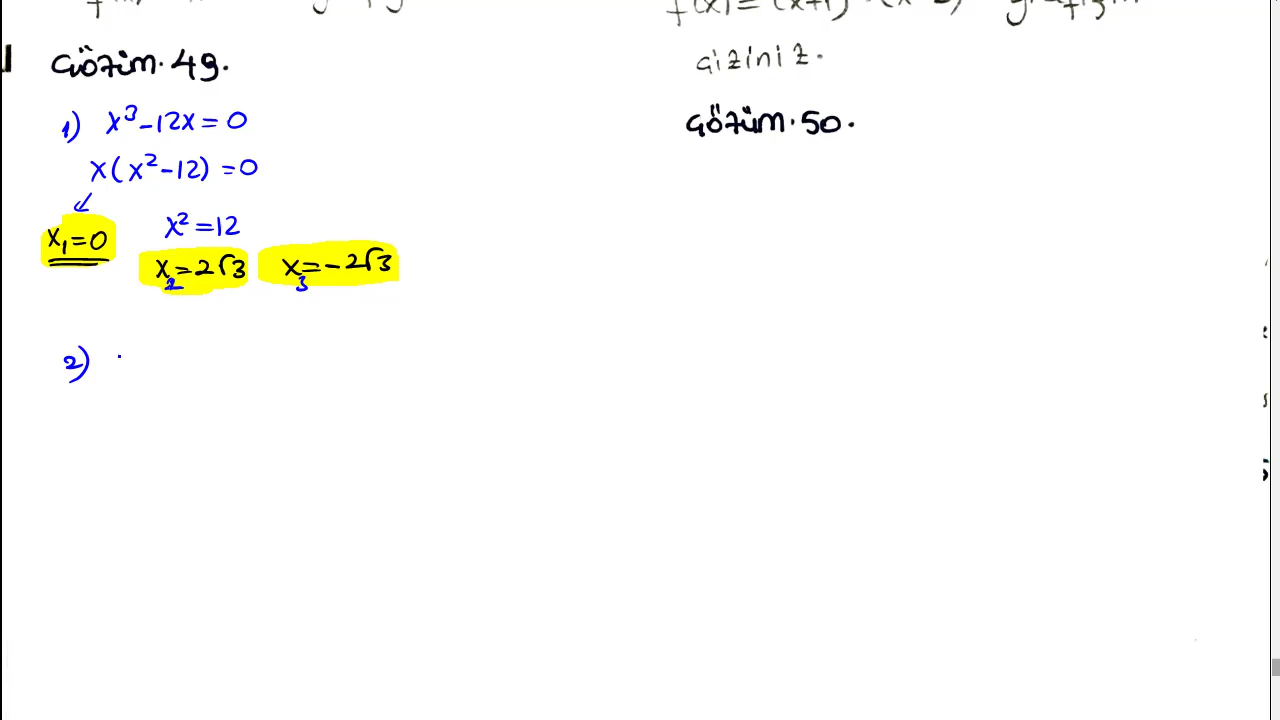 Çözüm.49.
1) x³-12x=0
x(x²-12)=0
x₁=0 x²=12
x₂=2√3 x₃=-2√3
2)
çiziniz.
Çözüm.50.